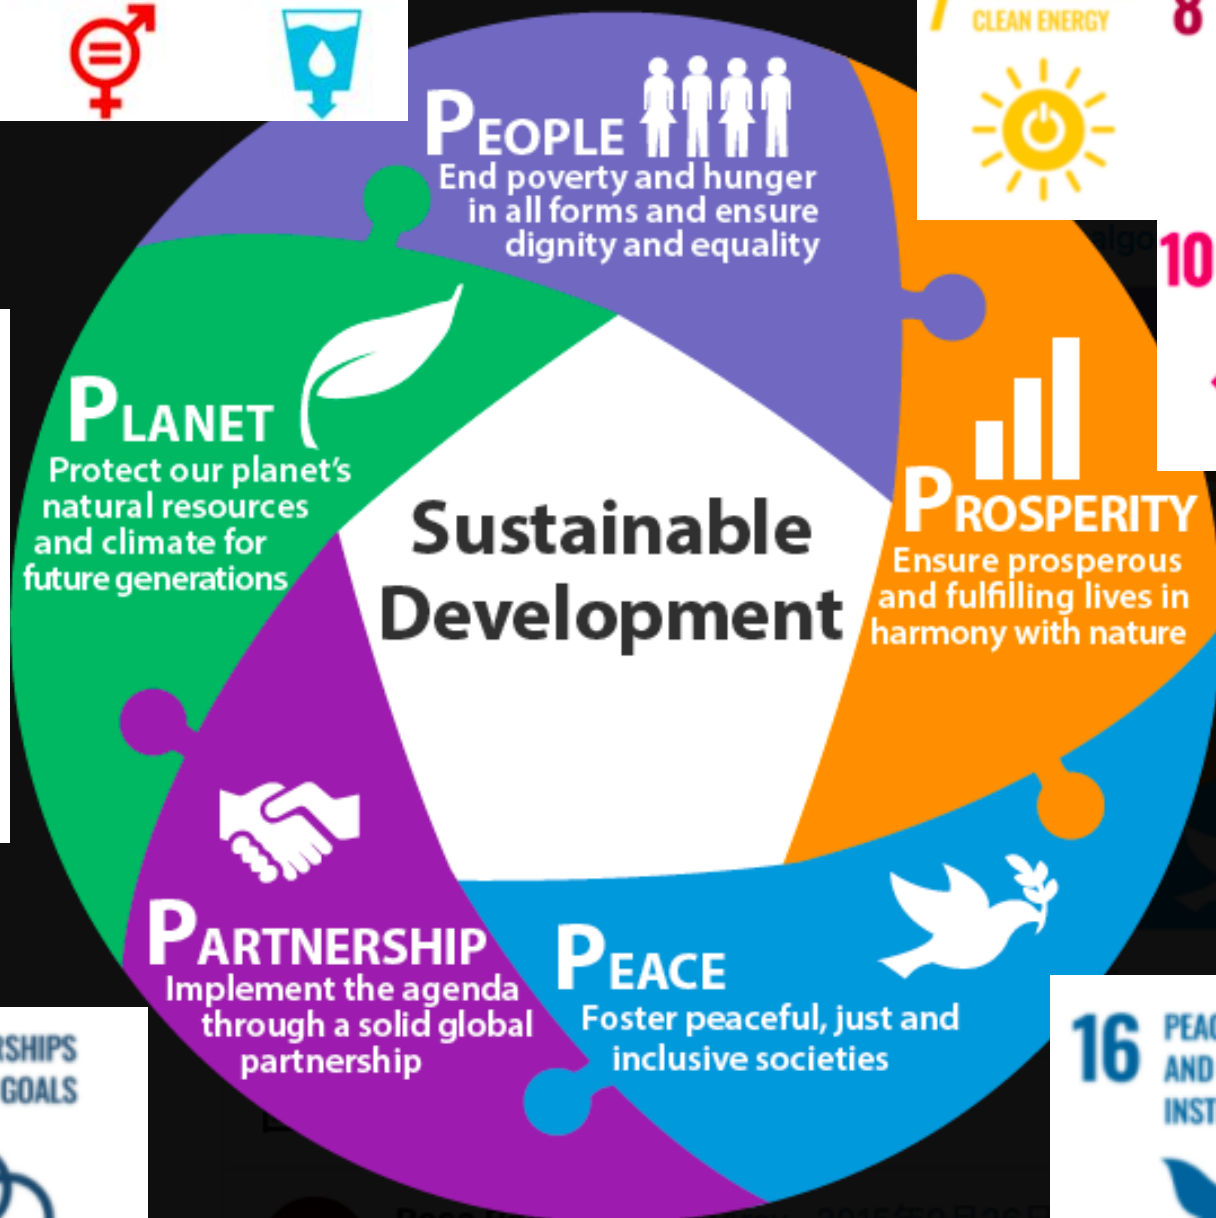 7
CLEAN ENERGY
8
PEOPLE
End poverty and hunger
in all forms and ensure
dignity and equality
10
PLANET
Protect our planet's
natural resources
and climate for
future generations
Sustainable
Development
PROSPERITY
Ensure prosperous
and fulfilling lives in
harmony with nature
PARTNERSHIP
Implement the agenda
through a solid global
partnership
PEACE
Foster peaceful, just and
inclusive societies
GOALS
16
AND